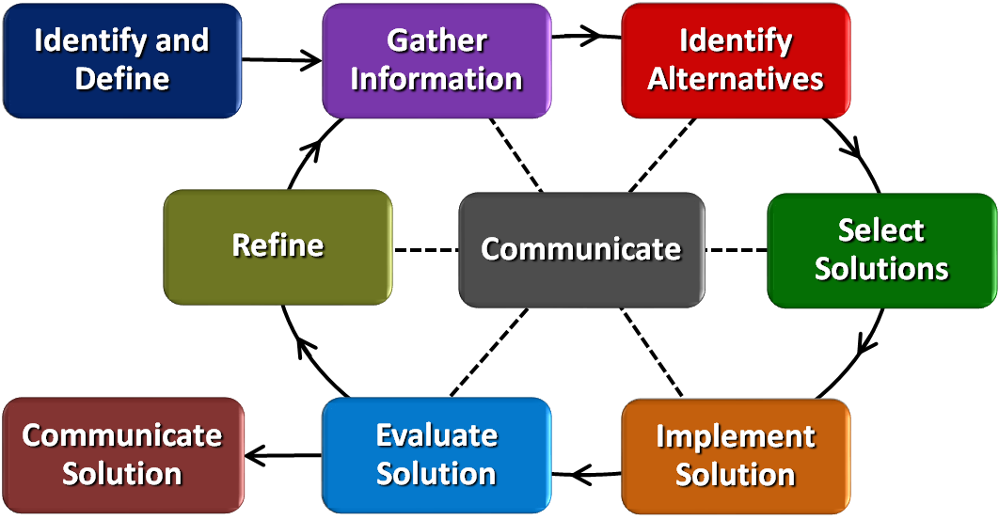 Identify and
Define
Gather
Information
Identify
Alternatives
Refine
Communicate
Select
Solutions
Communicate
Solution
Evaluate
Solution
Implement
Solution